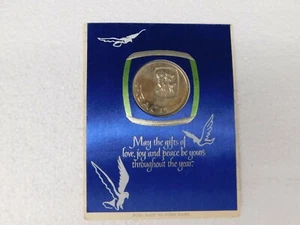 May the gifts of
love, joy and peace be yours
throughout the year.